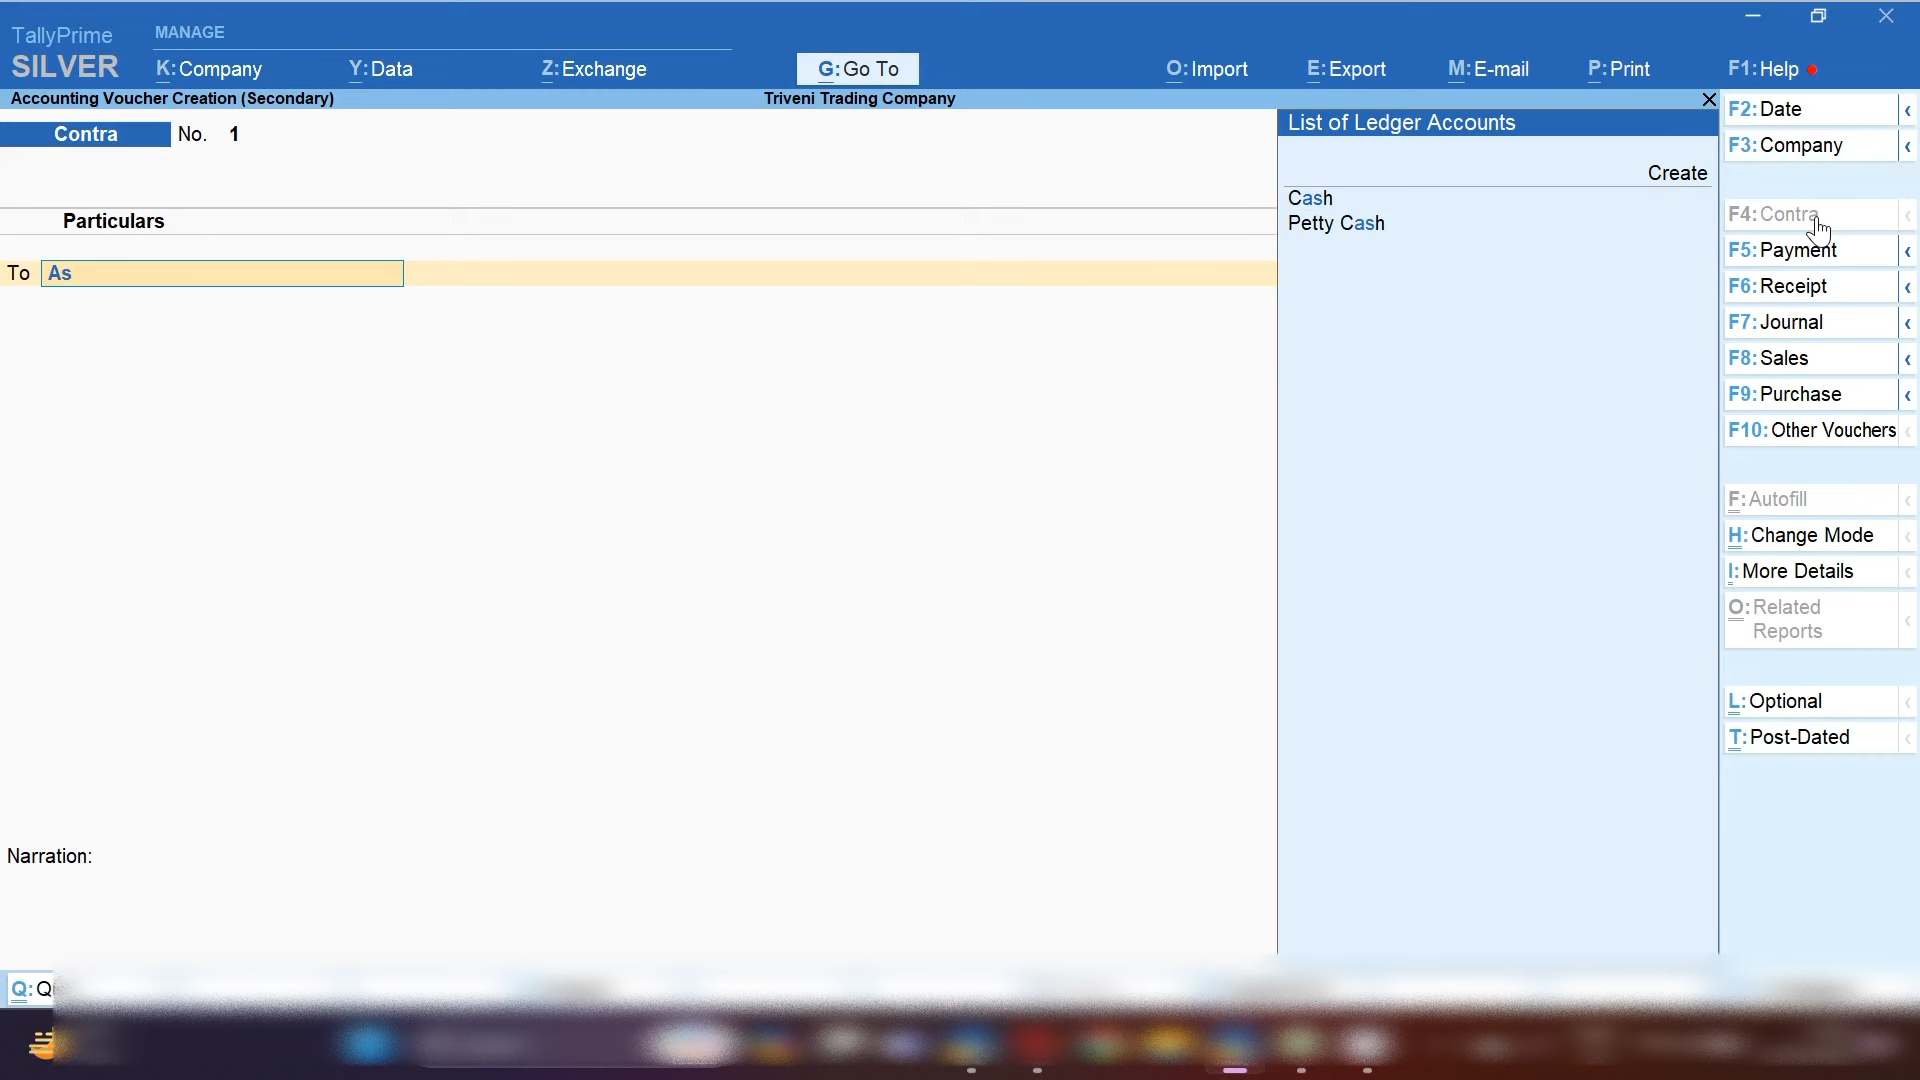 MANAGE
TallyPrime
SILVER
K: Company
Y: Data
Z: Exchange
G: Go To
O: Import
E: Export
M: E-mail
P: Print
F1: Help
Accounting Voucher Creation (Secondary)
Triveni Trading Company
Contra No. 1
Particulars
To As
Narration:
List of Ledger Accounts
Create
Cash
Petty Cash
F2: Date
F3: Company
F4: Contra
F5: Payment
F6: Receipt
F7: Journal
F8: Sales
F9: Purchase
F10: Other Vouchers
F: Autofill
H: Change Mode
I: More Details
O: Related
Reports
L: Optional
T: Post-Dated
Q: